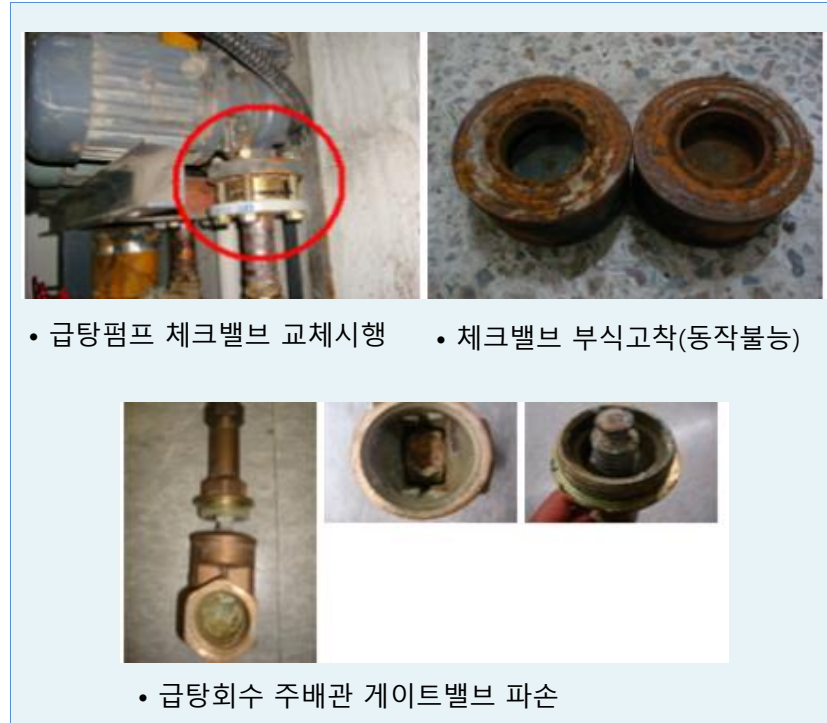 • 급탕펌프 체크밸브 교체시행
• 체크밸브 부식고착(동작불능)
• 급탕회수 주배관 게이트밸브 파손